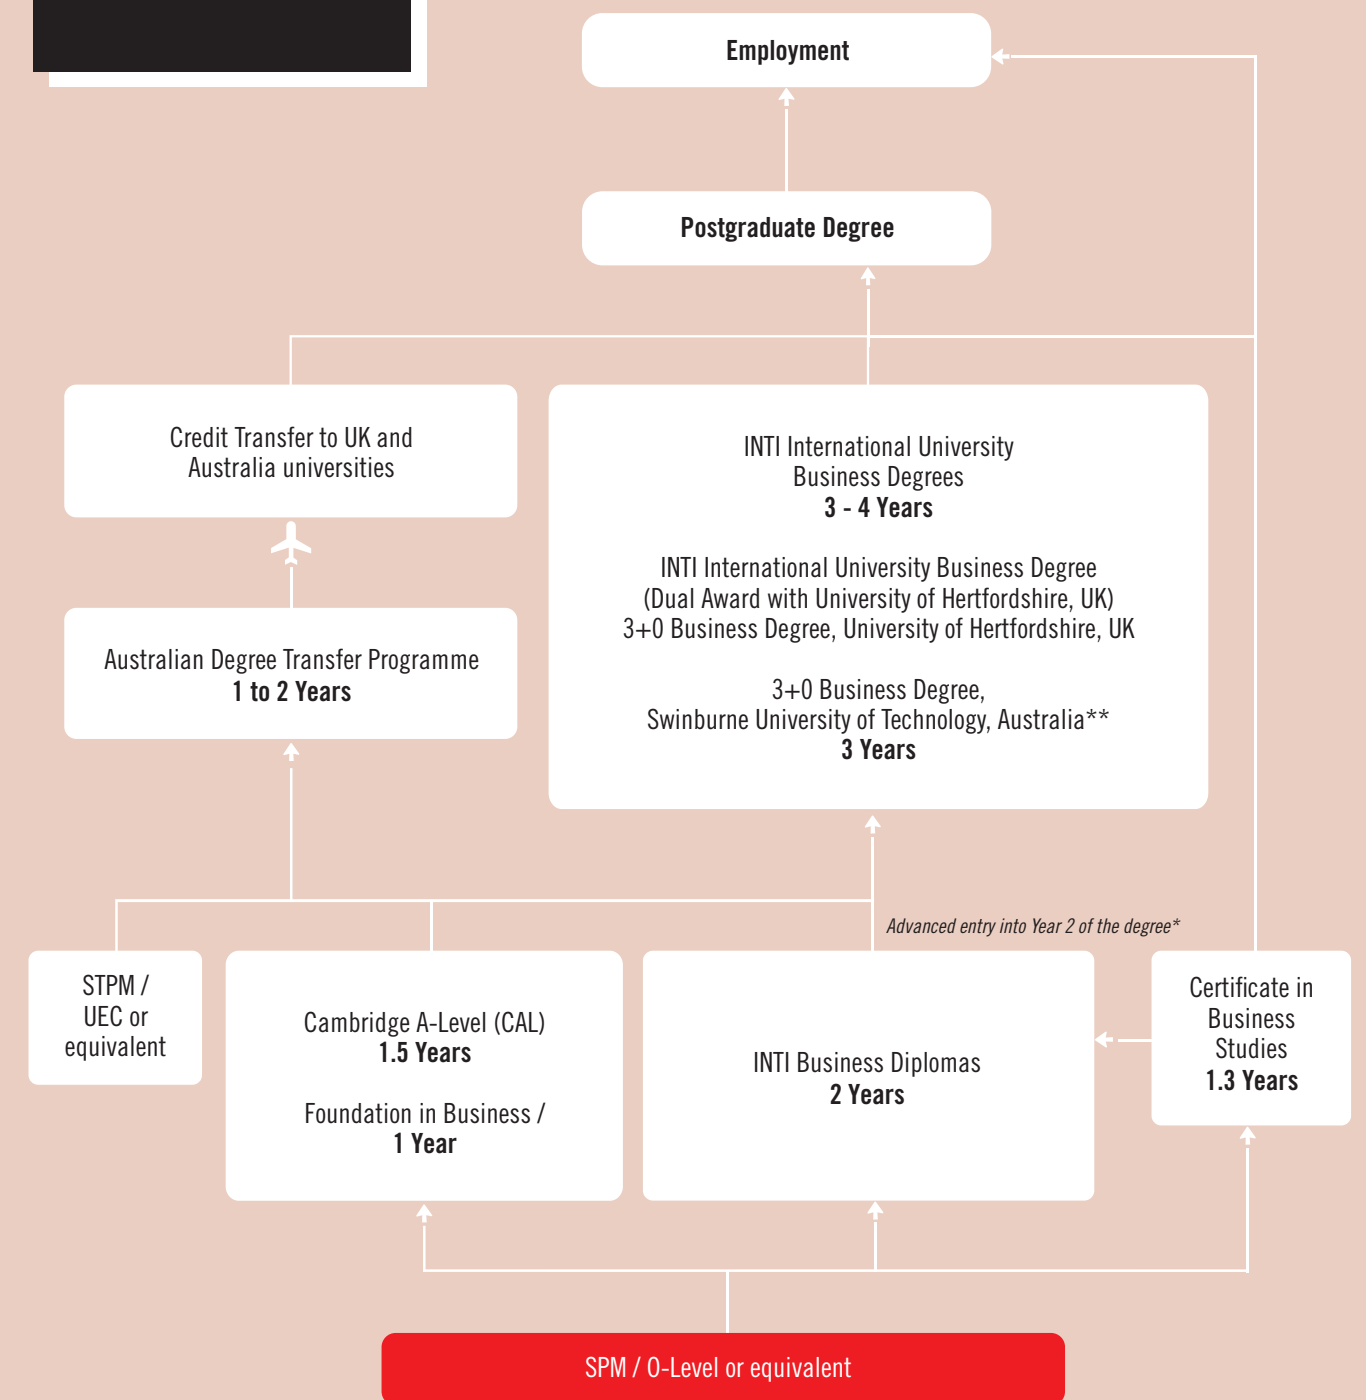 Employment
Postgraduate Degree
Credit Transfer to UK and
Australia universities
INTI International University
Business Degrees
3 - 4 Years
INTI International University Business Degree
(Dual Award with University of Hertfordshire, UK)
3+0 Business Degree, University of Hertfordshire, UK
3+0 Business Degree,
Swinburne University of Technology, Australia**
3 Years
Australian Degree Transfer Programme
1 to 2 Years
Advanced entry into Year 2 of the degree*
STPM /
UEC or
equivalent
Cambridge A-Level (CAL)
1.5 Years
Foundation in Business /
1 Year
INTI Business Diplomas
2 Years
Certificate in
Business
Studies
1.3 Years
SPM / O-Level or equivalent